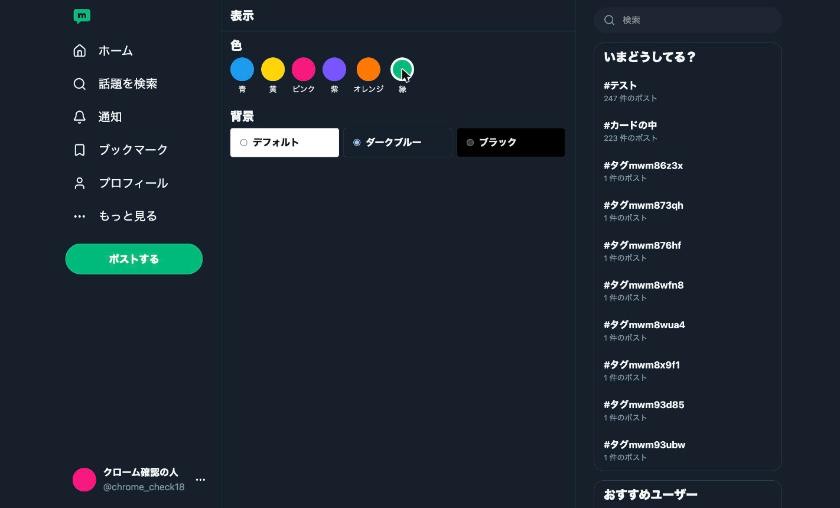 m
ホーム
話題を検索
通知
ブックマーク
プロフィール
もっと見る
ポストする
クローム確認の人
@chrome_check18
表示
色
青 黄 ピンク 紫 オレンジ 緑
背景
デフォルト ダークブルー ブラック
検索
いまどうしてる？
#テスト
247 件のポスト
#カードの中
223 件のポスト
#タグmwm86z3x
1 件のポスト
#タグmwm873qh
1 件のポスト
#タグmwm876hf
1 件のポスト
#タグmwm8wfn8
1 件のポスト
#タグmwm8wua4
1 件のポスト
#タグmwm8x9f1
1 件のポスト
#タグmwm93d85
1 件のポスト
#タグmwm93ubw
1 件のポスト
おすすめユーザー